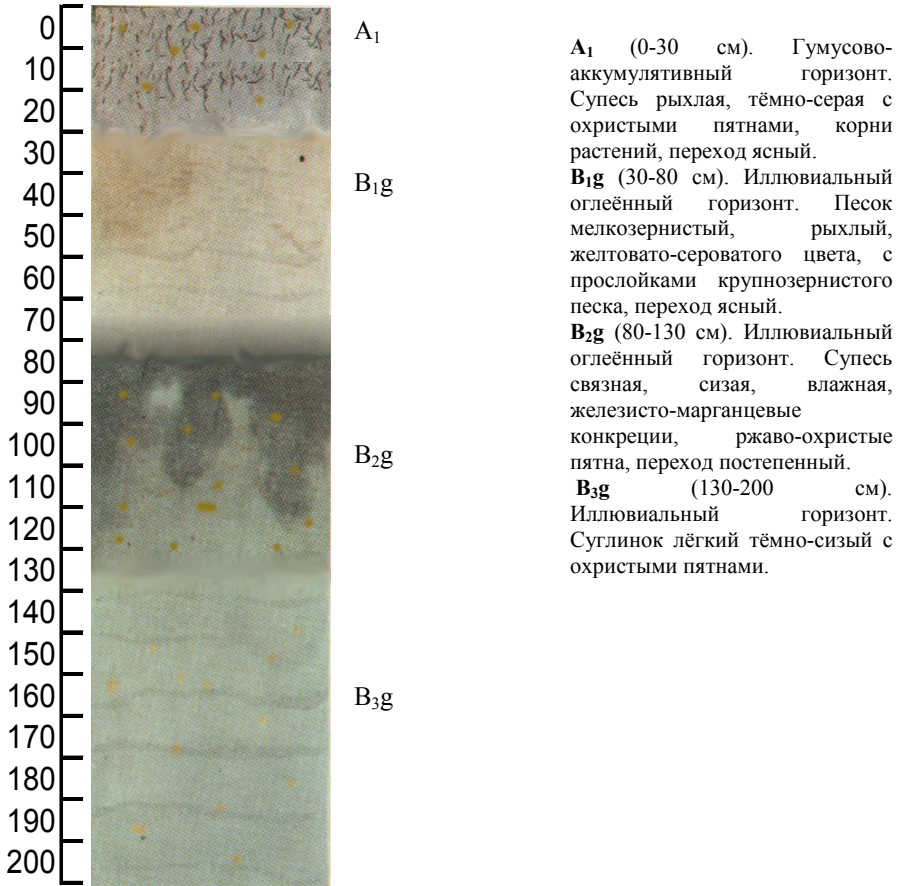 0
10
20
30
40
50
60
70
80
90
100
110
120
130
140
150
160
170
180
190
200
A₁
B₁g
B₂g
B₃g
A₁ (0-30 см). Гумусово-
аккумулятивный горизонт.
Супесь рыхлая, тёмно-серая с
охристыми пятнами, корни
растений, переход ясный.
B₁g (30-80 см). Иллювиальный
оглеённый горизонт. Песок
мелкозернистый, рыхлый,
желтовато-сероватого цвета, с
прослойками крупнозернистого
песка, переход ясный.
B₂g (80-130 см). Иллювиальный
оглеённый горизонт. Супесь
связная, сизая, влажная,
железисто-марганцевые
конкреции, ржаво-охристые
пятна, переход постепенный.
B₃g (130-200 см).
Иллювиальный горизонт.
Суглинок лёгкий тёмно-сизый с
охристыми пятнами.